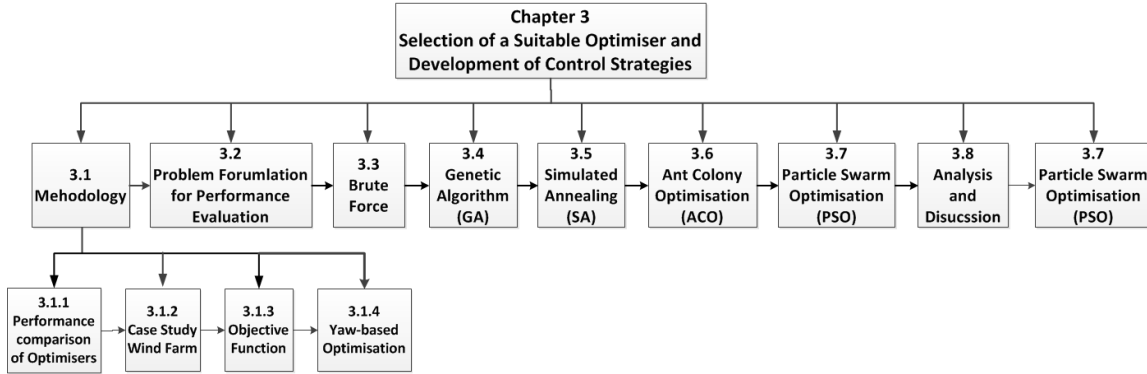 Chapter 3
Selection of a Suitable Optimiser and
Development of Control Strategies
3.1
Mehodology
3.2
Problem Forumlation
for Performance
Evaluation
3.3
Brute
Force
3.4
Genetic
Algorithm
(GA)
3.5
Simulated
Annealing
(SA)
3.6
Ant Colony
Optimisation
(ACO)
3.7
Particle Swarm
Optimisation
(PSO)
3.8
Analysis
and
Disucssion
3.7
Particle Swarm
Optimisation
(PSO)
3.1.1
Performance
comparison
of Optimisers
3.1.2
Case Study
Wind Farm
3.1.3
Objective
Function
3.1.4
Yaw-based
Optimisation